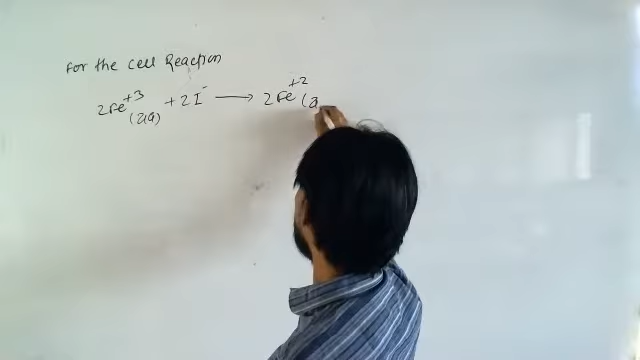 For the Cell Reaction
2Fe⁺³(aq) + 2I⁻ ⟶ 2Fe⁺² (a